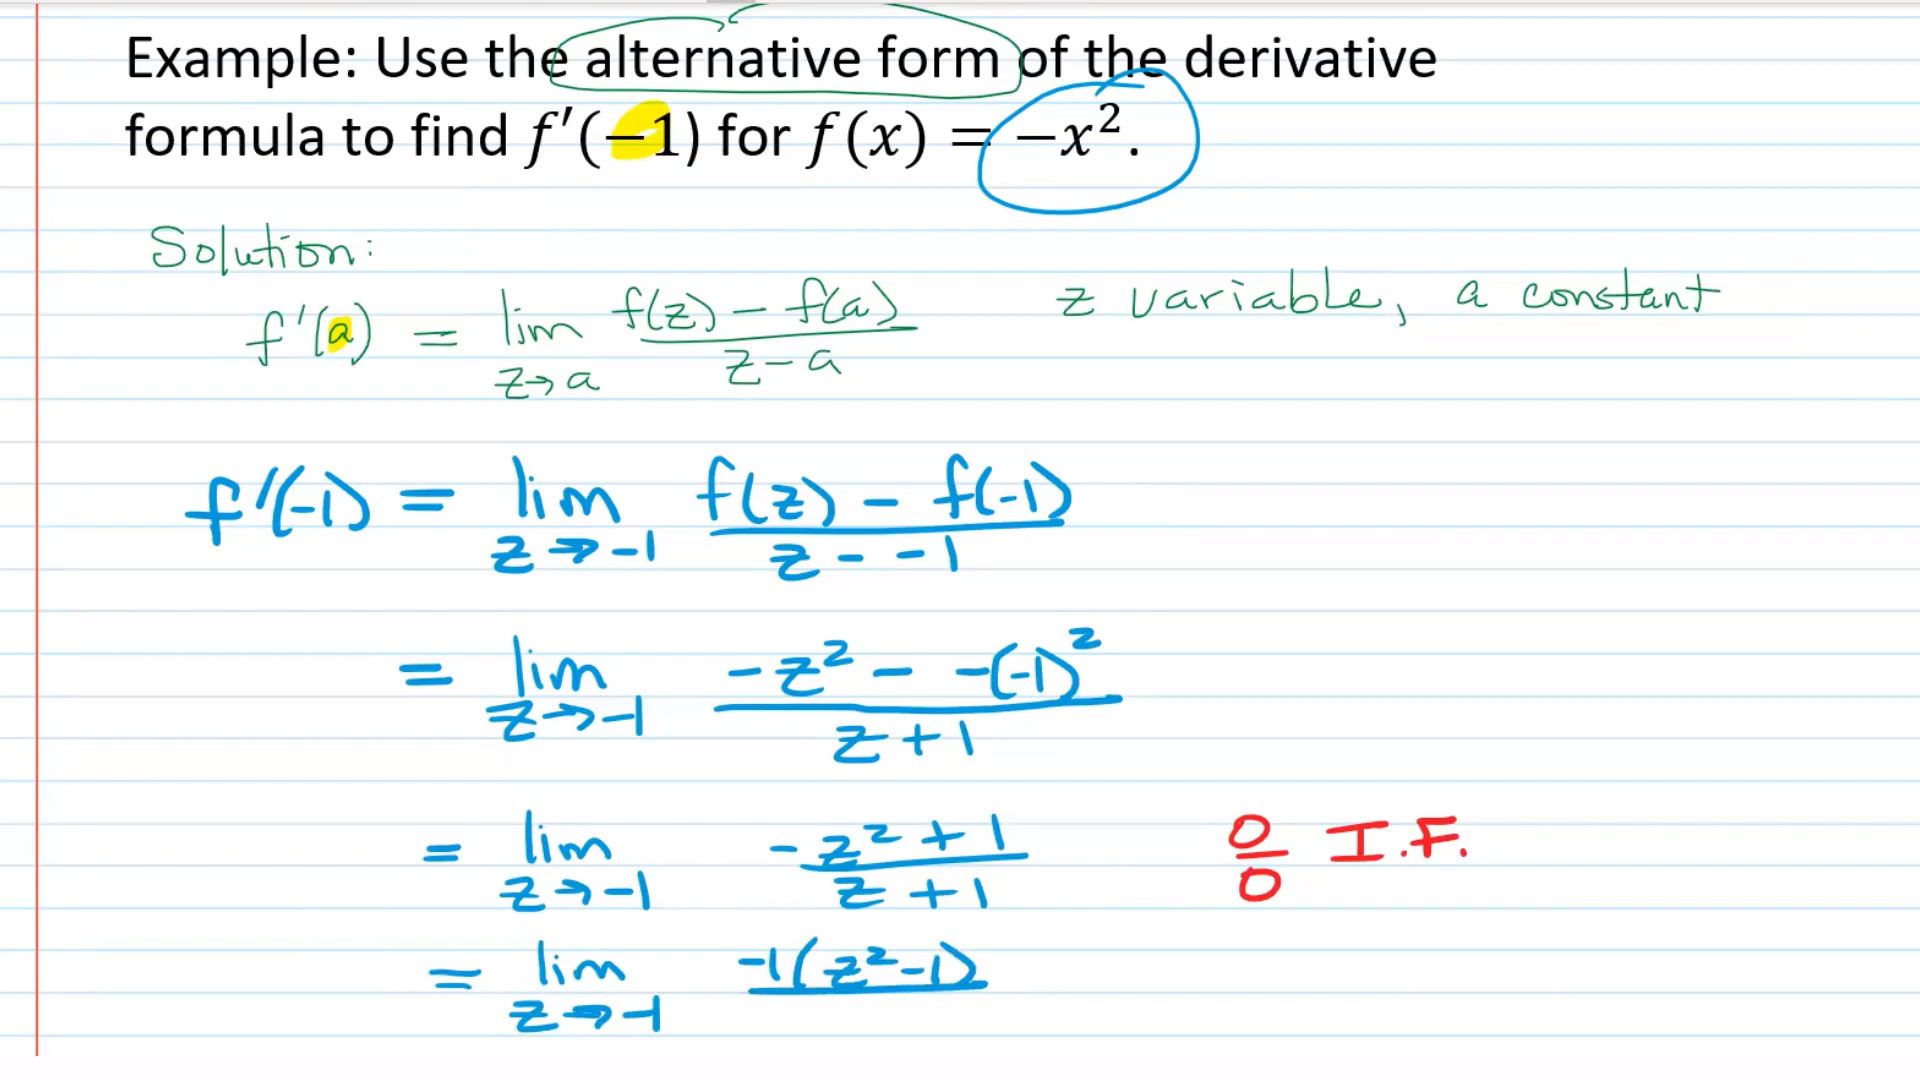 Example: Use the alternative form of the derivative
formula to find f′(−1) for f(x) = −x².
Solution:
f'(a) = lim z→a (f(z) − f(a))/(z − a)    z variable, a constant
f'(-1) = lim z→-1 (f(z) − f(-1))/(z - -1)
= lim z→-1 (-z² − -(-1)²)/(z+1)
= lim z→-1 (-z² + 1)/(z + 1)    0/0 I.F.
= lim z→-1 -1(z²-1)